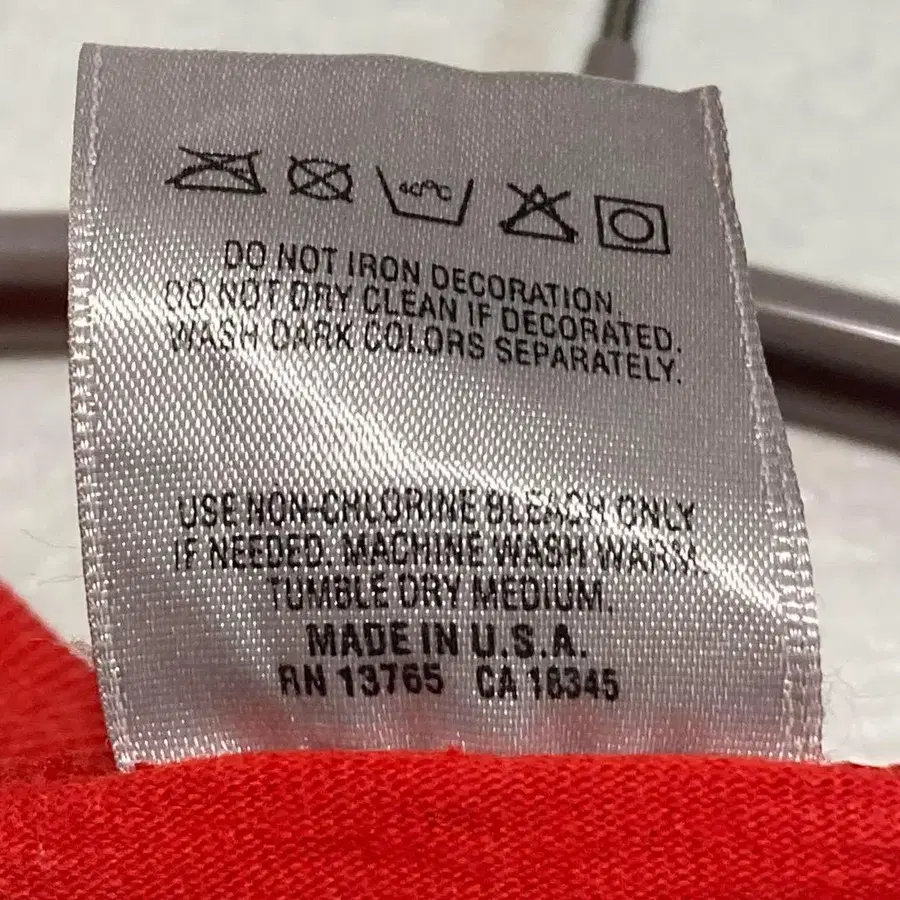 40°C
DO NOT IRON DECORATION.
DO NOT DRY CLEAN IF DECORATED.
WASH DARK COLORS SEPARATELY.
USE NON-CHLORINE BLEACH ONLY
IF NEEDED. MACHINE WASH WARM.
TUMBLE DRY MEDIUM.
MADE IN U.S.A.
RN 13765 CA 18345